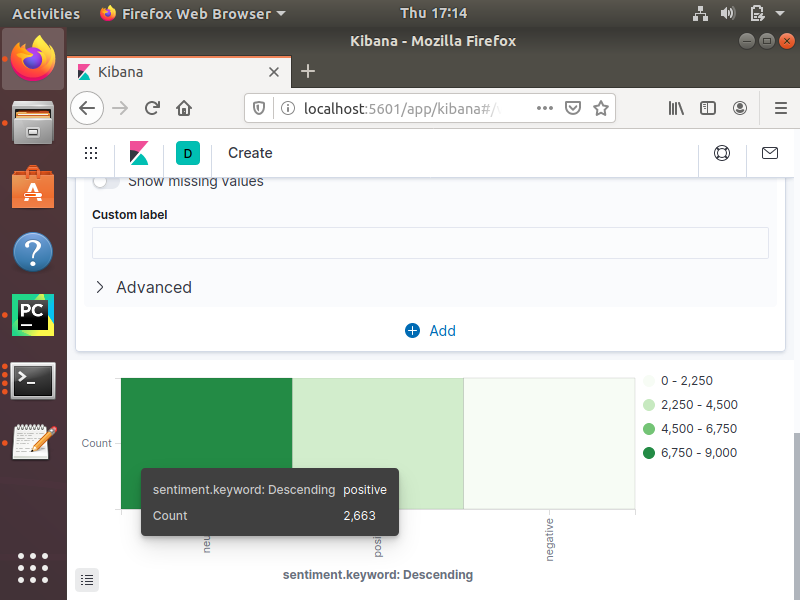 Activities Firefox Web Browser Thu 17:14
Kibana - Mozilla Firefox
Kibana
localhost:5601/app/kibana#/
D Create
Show missing values
Custom label
Advanced
Add
0 - 2,250
2,250 - 4,500
4,500 - 6,750
6,750 - 9,000
Count
sentiment.keyword: Descending positive
Count 2,663
negative
sentiment.keyword: Descending
PC